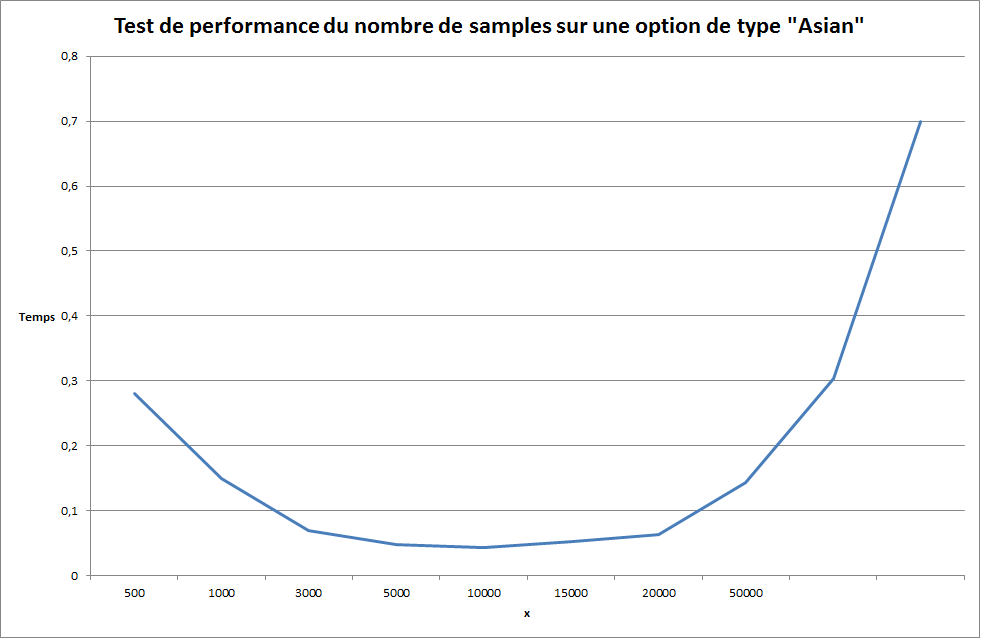 Test de performance du nombre de samples sur une option de type "Asian"
0,8
0,7
0,6
0,5
Temps 0,4
0,3
0,2
0,1
0
500 1000 3000 5000 10000 15000 20000 50000
x